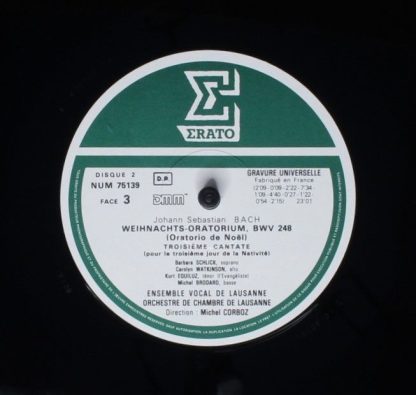 ERATO
DISQUE 2
NUM 75139
FACE 3
D.P.
DMM
GRAVURE UNIVERSELLE
Fabriqué en France
Johann Sebastian BACH
WEIHNACHTS-ORATORIUM, BWV 248
(Oratorio de Noël)
TROISIÈME CANTATE
(pour le troisième jour de la Nativité)
Barbara SCHLICK, soprano
Carolyn WATKINSON, alto
Kurt EQUILUZ, ténor (l'Evangéliste)
Michel BRODARD, basse
ENSEMBLE VOCAL DE LAUSANNE
ORCHESTRE DE CHAMBRE DE LAUSANNE
Direction : Michel CORBOZ